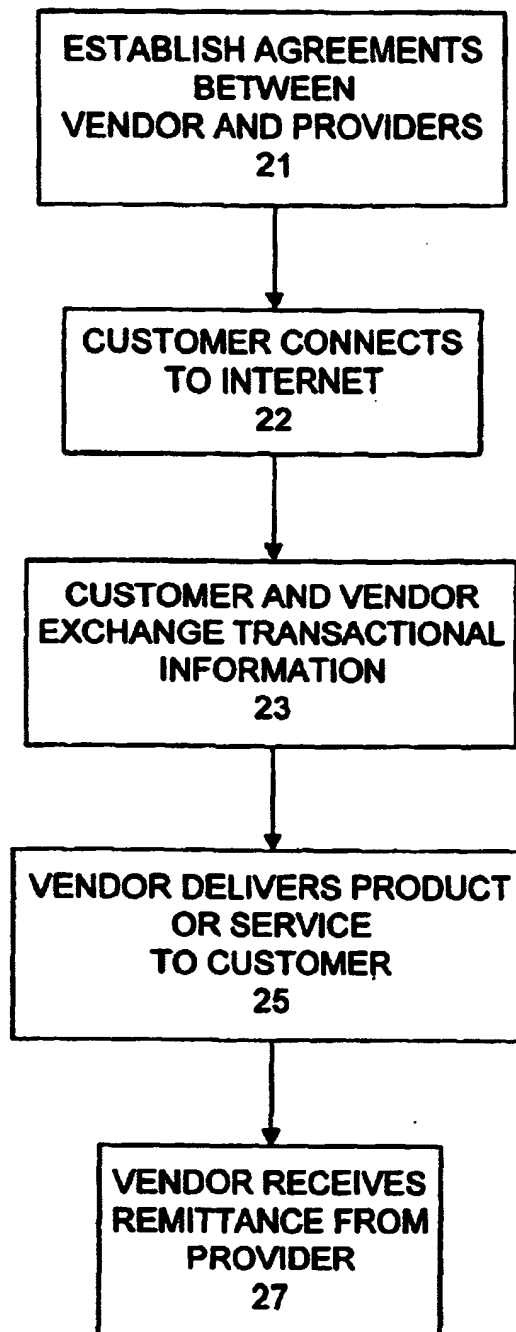 ESTABLISH AGREEMENTS
BETWEEN
VENDOR AND PROVIDERS
21
CUSTOMER CONNECTS
TO INTERNET
22
CUSTOMER AND VENDOR
EXCHANGE TRANSACTIONAL
INFORMATION
23
VENDOR DELIVERS PRODUCT
OR SERVICE
TO CUSTOMER
25
VENDOR RECEIVES
REMITTANCE FROM
PROVIDER
27